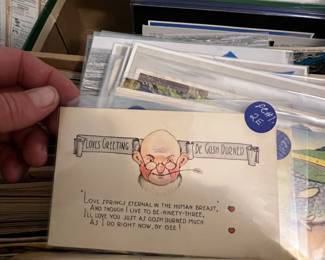 LOVES GREETING BE GOSH DURNED
"LOVE SPRINGS ETERNAL IN THE HUMAN BREAST,"
AND THOUGH I LIVE TO BE-NINETY-THREE,
I'LL LOVE YOU JUST AS GOSH DURNED MUCH
AS I DO RIGHT NOW, BY GEE!